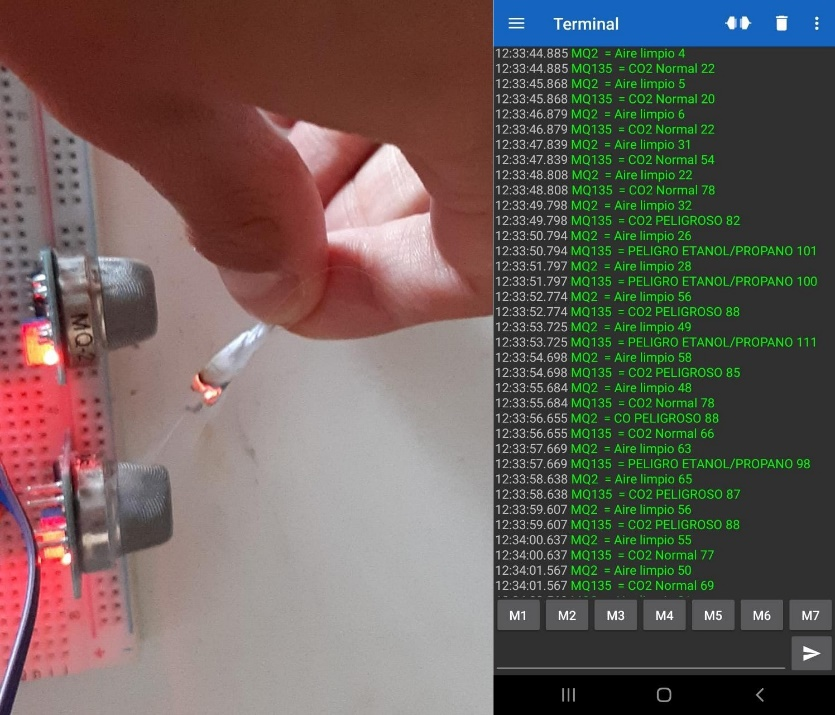 MQ-2
Terminal
12:33:44.885 MQ2 = Aire limpio 4
12:33:44.885 MQ135 = CO2 Normal 22
12:33:45.868 MQ2 = Aire limpio 5
12:33:45.868 MQ135 = CO2 Normal 20
12:33:46.879 MQ2 = Aire limpio 6
12:33:46.879 MQ135 = CO2 Normal 22
12:33:47.839 MQ2 = Aire limpio 31
12:33:47.839 MQ135 = CO2 Normal 54
12:33:48.808 MQ2 = Aire limpio 22
12:33:48.808 MQ135 = CO2 Normal 78
12:33:49.798 MQ2 = Aire limpio 32
12:33:49.798 MQ135 = CO2 PELIGROSO 82
12:33:50.794 MQ2 = Aire limpio 26
12:33:50.794 MQ135 = PELIGRO ETANOL/PROPANO 101
12:33:51.797 MQ2 = Aire limpio 28
12:33:51.797 MQ135 = PELIGRO ETANOL/PROPANO 100
12:33:52.774 MQ2 = Aire limpio 56
12:33:52.774 MQ135 = CO2 PELIGROSO 88
12:33:53.725 MQ2 = Aire limpio 49
12:33:53.725 MQ135 = PELIGRO ETANOL/PROPANO 111
12:33:54.698 MQ2 = Aire limpio 58
12:33:54.698 MQ135 = CO2 PELIGROSO 85
12:33:55.684 MQ2 = Aire limpio 48
12:33:55.684 MQ135 = CO2 Normal 78
12:33:56.655 MQ2 = CO PELIGROSO 88
12:33:56.655 MQ135 = CO2 Normal 66
12:33:57.669 MQ2 = Aire limpio 63
12:33:57.669 MQ135 = PELIGRO ETANOL/PROPANO 98
12:33:58.638 MQ2 = Aire limpio 65
12:33:58.638 MQ135 = CO2 PELIGROSO 87
12:33:59.607 MQ2 = Aire limpio 56
12:33:59.607 MQ135 = CO2 PELIGROSO 88
12:34:00.637 MQ2 = Aire limpio 55
12:34:00.637 MQ135 = CO2 Normal 77
12:34:01.567 MQ2 = Aire limpio 50
12:34:01.567 MQ135 = CO2 Normal 69
M1 M2 M3 M4 M5 M6 M7